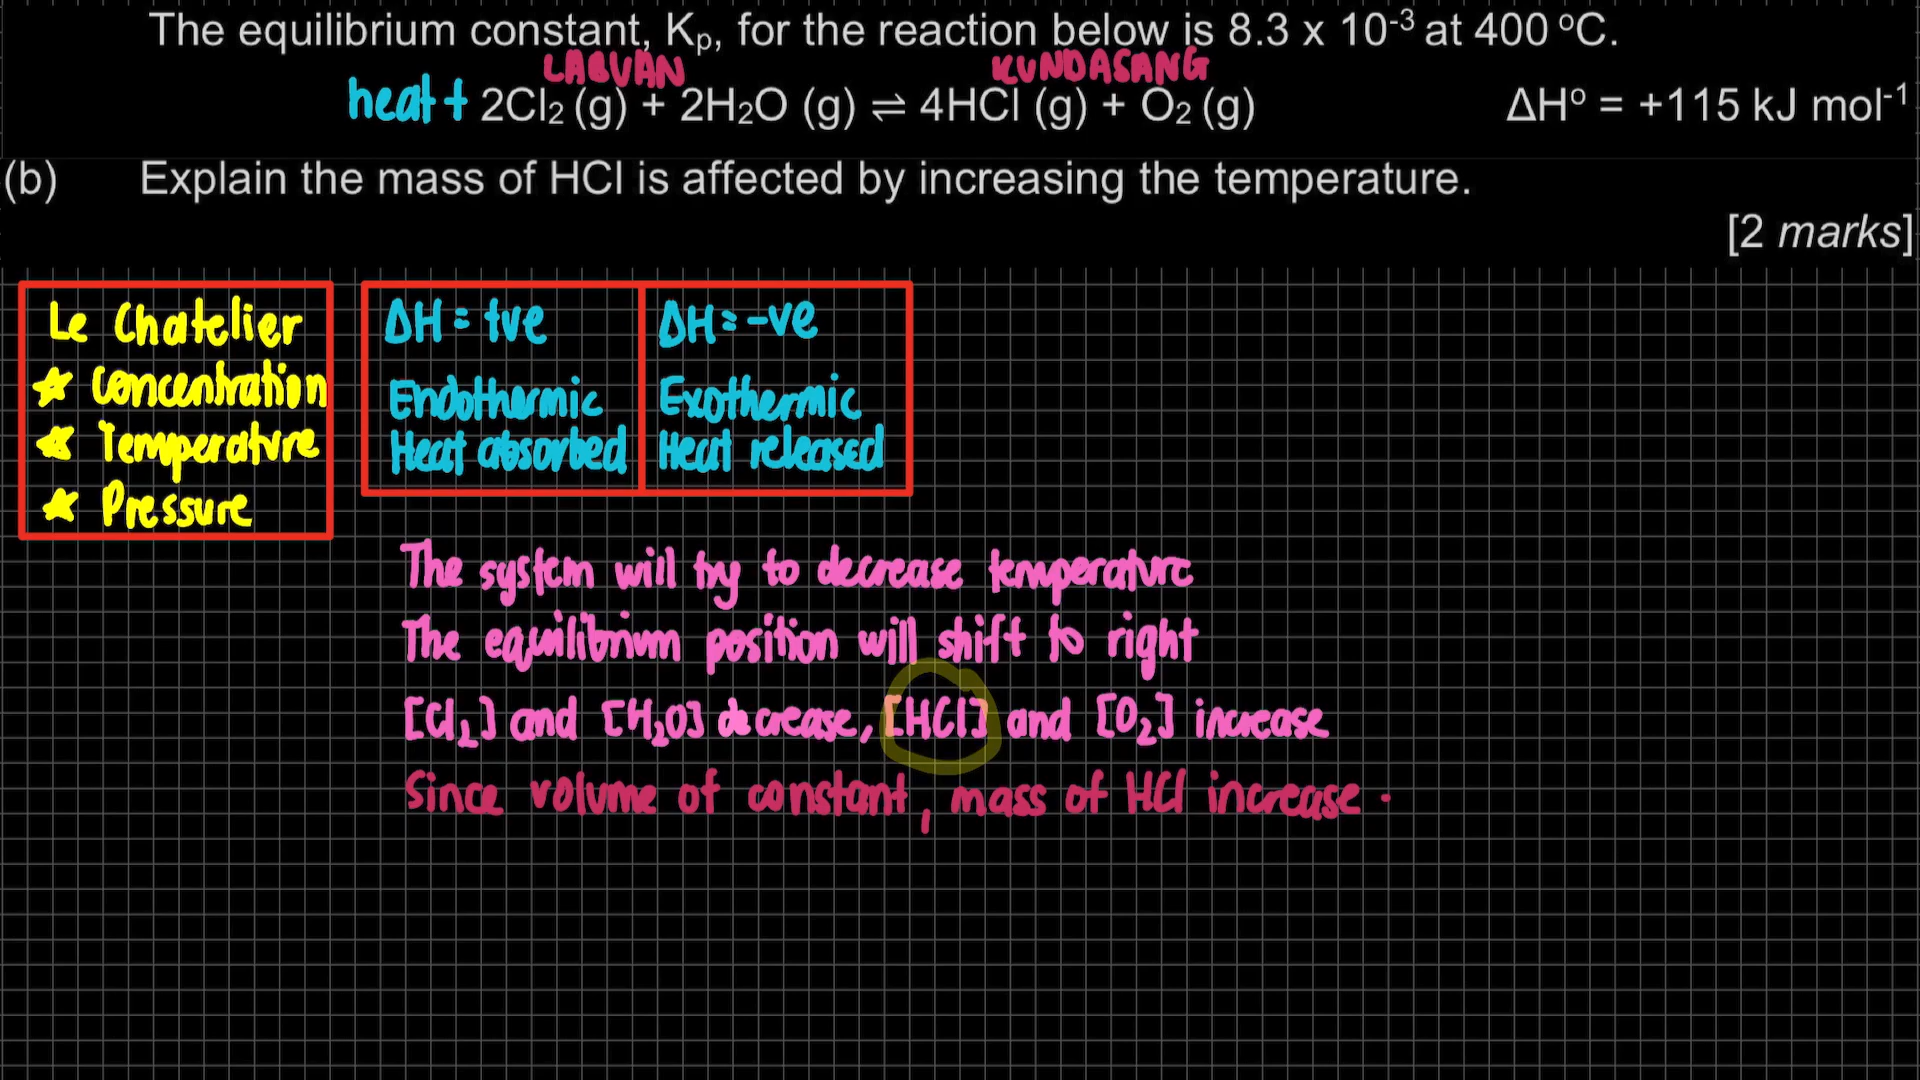 The equilibrium constant, Kp, for the reaction below is 8.3 x 10⁻³ at 400 ºC.
LABUAN KUNDASANG
heat + 2Cl₂ (g) + 2H₂O (g) ⇌ 4HCl (g) + O₂ (g) ΔHº = +115 kJ mol⁻¹
(b) Explain the mass of HCl is affected by increasing the temperature.
[2 marks]
Le Chatelier
★ Concentration
★ Temperature
★ Pressure
ΔH = +ve
Endothermic
Heat absorbed
ΔH = -ve
Exothermic
Heat released
The system will try to decrease temperature
The equilibrium position will shift to right
[Cl₂] and [H₂O] decrease, [HCl] and [O₂] increase
Since volume of constant, mass of HCl increase.